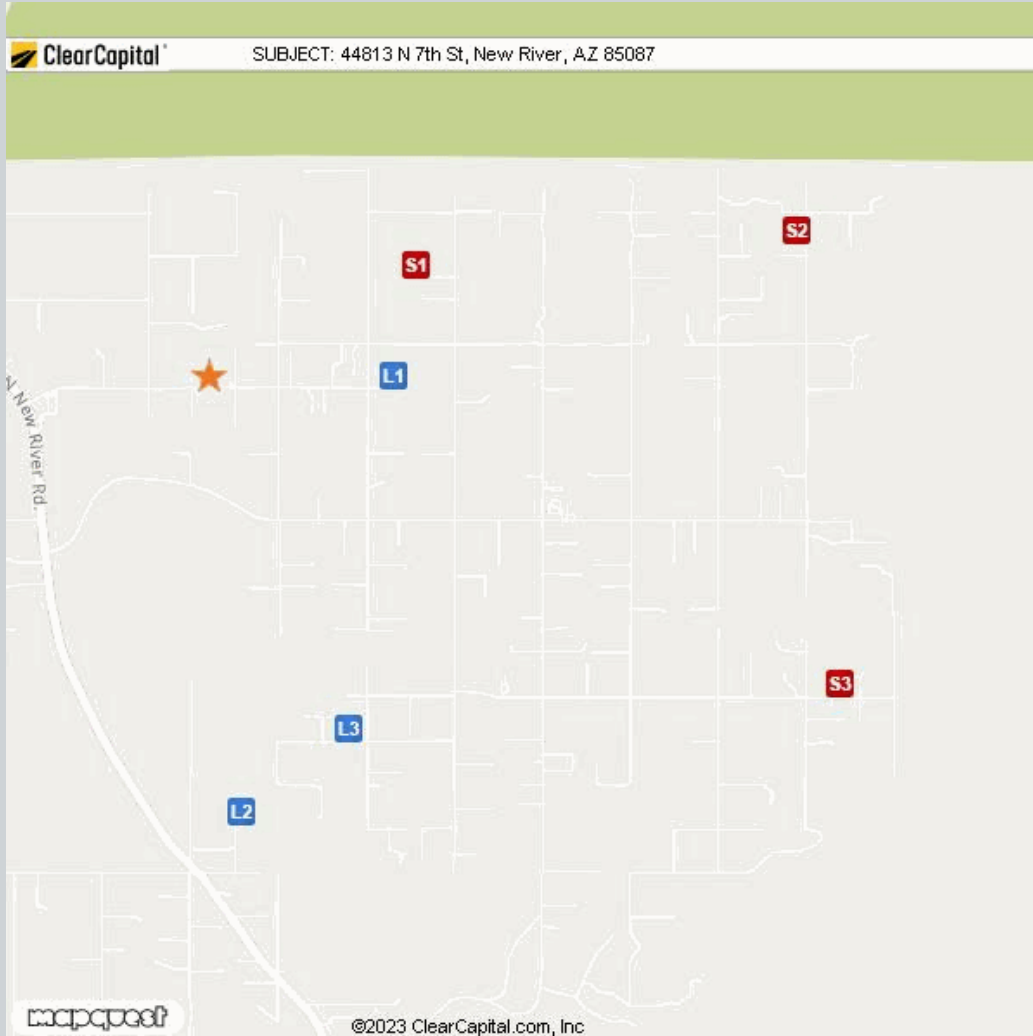 ClearCapital
SUBJECT: 44813 N 7th St, New River, AZ 85087
S2
S1
L1
N New River Rd.
S3
L3
L2
mapquest
©2023 ClearCapital.com, Inc